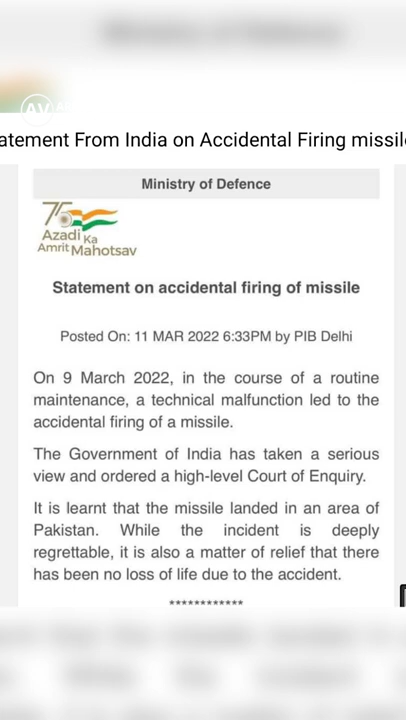 Ministry of Defence
AV
atement From India on Accidental Firing missil
Ministry of Defence
75
Azadi Ka
Amrit Mahotsav
Statement on accidental firing of missile
Posted On: 11 MAR 2022 6:33PM by PIB Delhi
On 9 March 2022, in the course of a routine
maintenance, a technical malfunction led to the
accidental firing of a missile.
The Government of India has taken a serious
view and ordered a high-level Court of Enquiry.
It is learnt that the missile landed in an area of
Pakistan. While the incident is deeply
regrettable, it is also a matter of relief that there
has been no loss of life due to the accident.
************